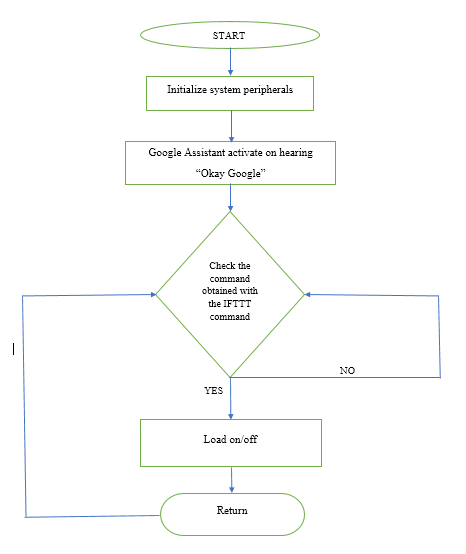 START
Initialize system peripherals
Google Assistant activate on hearing
“Okay Google”
Check the
command
obtained with
the IFTTT
command
NO
YES
Load on/off
Return